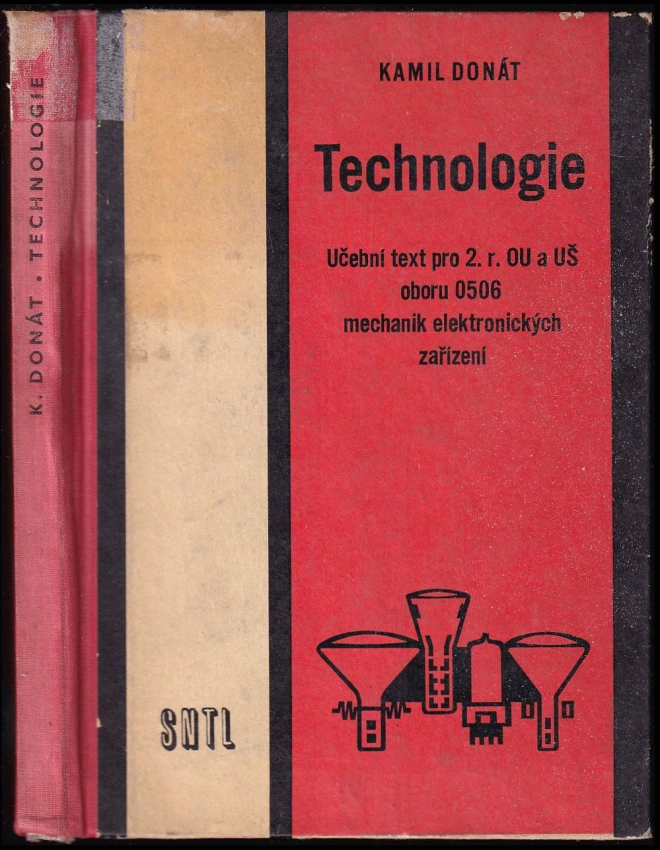 K. DONÁT • TECHNOLOGIE
KAMIL DONÁT
Technologie
Učební text pro 2. r. OU a UŠ
oboru 0506
mechanik elektronických
zařízení
SNTL